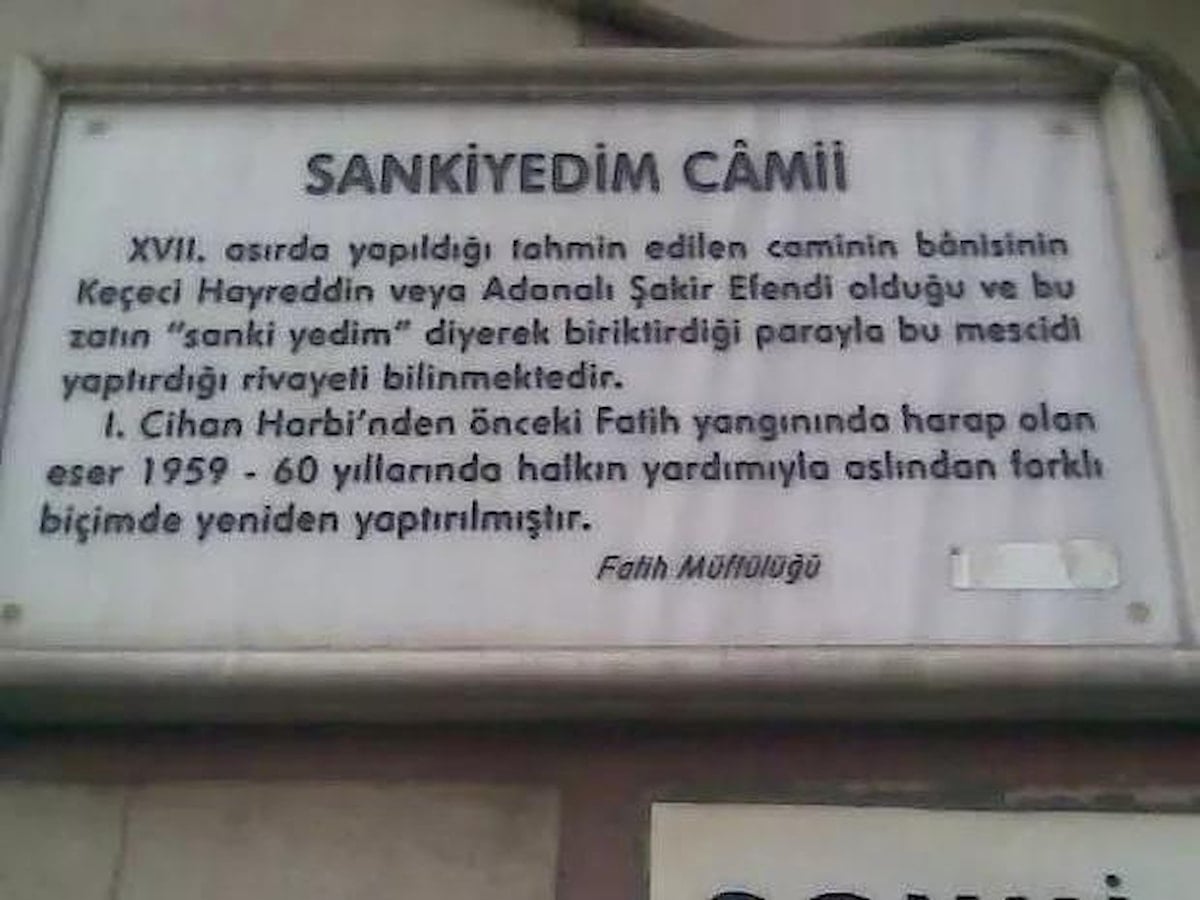 SANKİYEDİM CÂMİİ
XVII. asırda yapıldığı tahmin edilen caminin bânisinin
Keçeci Hayreddin veya Adanalı Şakir Efendi olduğu ve bu
zatın "sanki yedim" diyerek biriktirdiği parayla bu mescidi
yaptırdığı rivayeti bilinmektedir.
I. Cihan Harbi'nden önceki Fatih yangınında harap olan
eser 1959 - 60 yıllarında halkın yardımıyla aslından farklı
biçimde yeniden yaptırılmıştır.
Fatih Müftülüğü